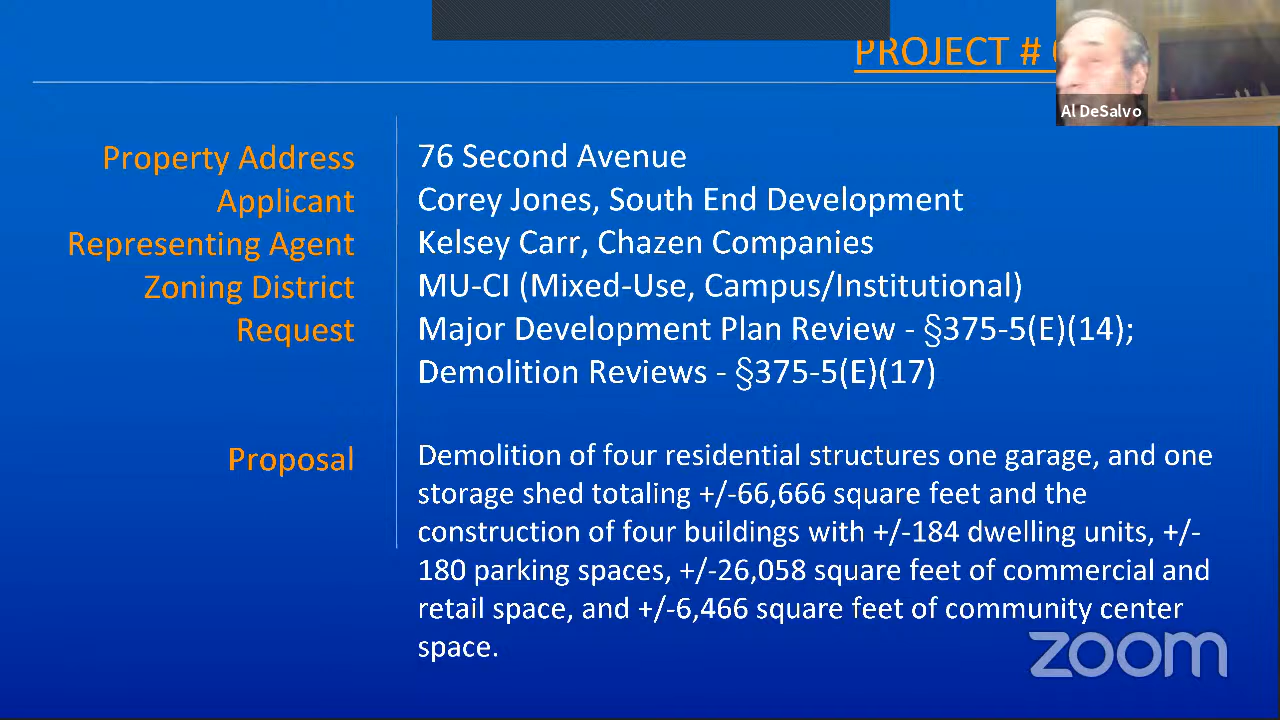 PROJECT #
Al DeSalvo
Property Address
76 Second Avenue
Applicant
Corey Jones, South End Development
Representing Agent
Kelsey Carr, Chazen Companies
Zoning District
MU-CI (Mixed-Use, Campus/Institutional)
Request
Major Development Plan Review - §375-5(E)(14);
Demolition Reviews - §375-5(E)(17)
Proposal
Demolition of four residential structures one garage, and one
storage shed totaling +/-66,666 square feet and the
construction of four buildings with +/-184 dwelling units, +/-
180 parking spaces, +/-26,058 square feet of commercial and
retail space, and +/-6,466 square feet of community center
space.
zoom